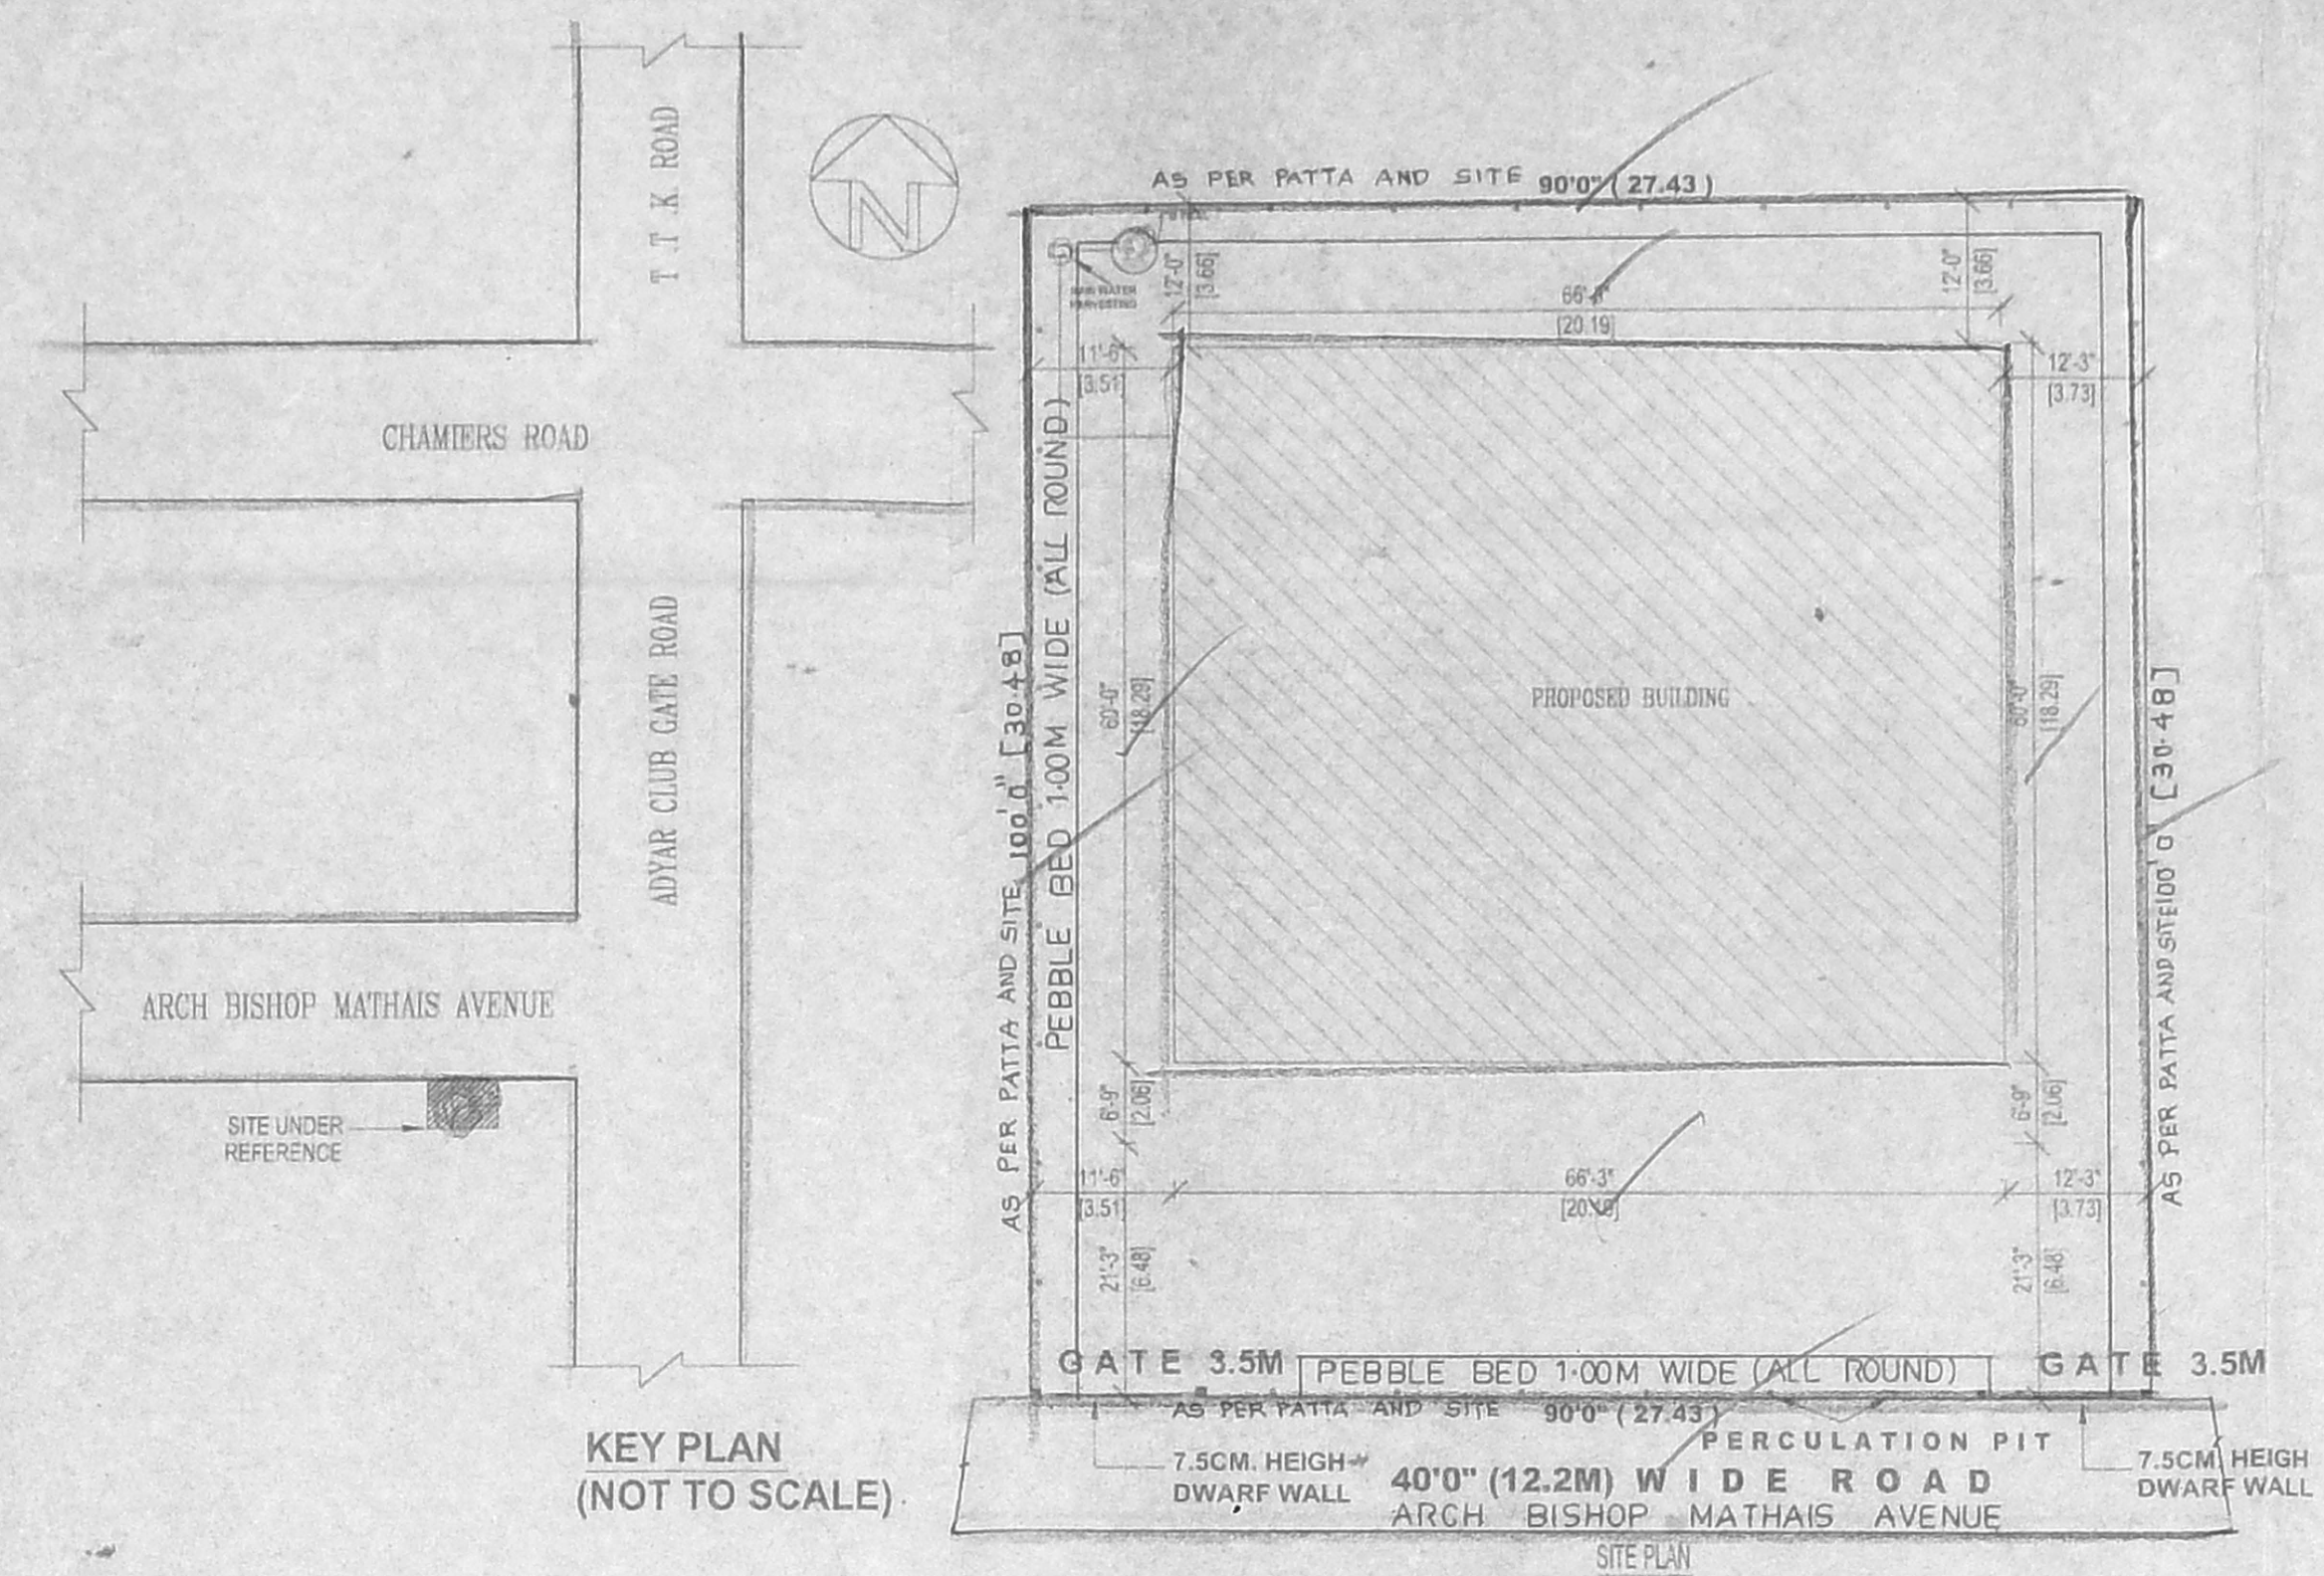 T.T.K ROAD
N
CHAMIERS ROAD
ADYAR CLUB GATE ROAD
ARCH BISHOP MATHAIS AVENUE
SITE UNDER
REFERENCE
KEY PLAN
(NOT TO SCALE)
AS PER PATTA AND SITE 90'0" (27.43)
RAIN WATER
HARVESTING
12'-0"
[3.66]
12'-0"
[3.66]
[20.19]
11'-6"
[3.51]
12'-3"
[3.73]
AS PER PATTA AND SITE 100'0" [30.48]
PEBBLE BED 1.00M WIDE (ALL ROUND)
60'-0"
[18.29]
PROPOSED BUILDING
60'-0"
[18.29]
AS PER PATTA AND SITE 100'0" [30.48]
6'-9"
[2.06]
6'-9"
[2.06]
11'-6"
[3.51]
66'-3"
[20.19]
12'-3"
[3.73]
21'-3"
[6.48]
21'-3"
[6.48]
GATE 3.5M
PEBBLE BED 1.00M WIDE (ALL ROUND)
GATE 3.5M
AS PER PATTA AND SITE 90'0" (27.43)
PERCULATION PIT
7.5CM. HEIGH
DWARF WALL
40'0" (12.2M) WIDE ROAD
ARCH BISHOP MATHAIS AVENUE
7.5CM. HEIGH
DWARF WALL
SITE PLAN